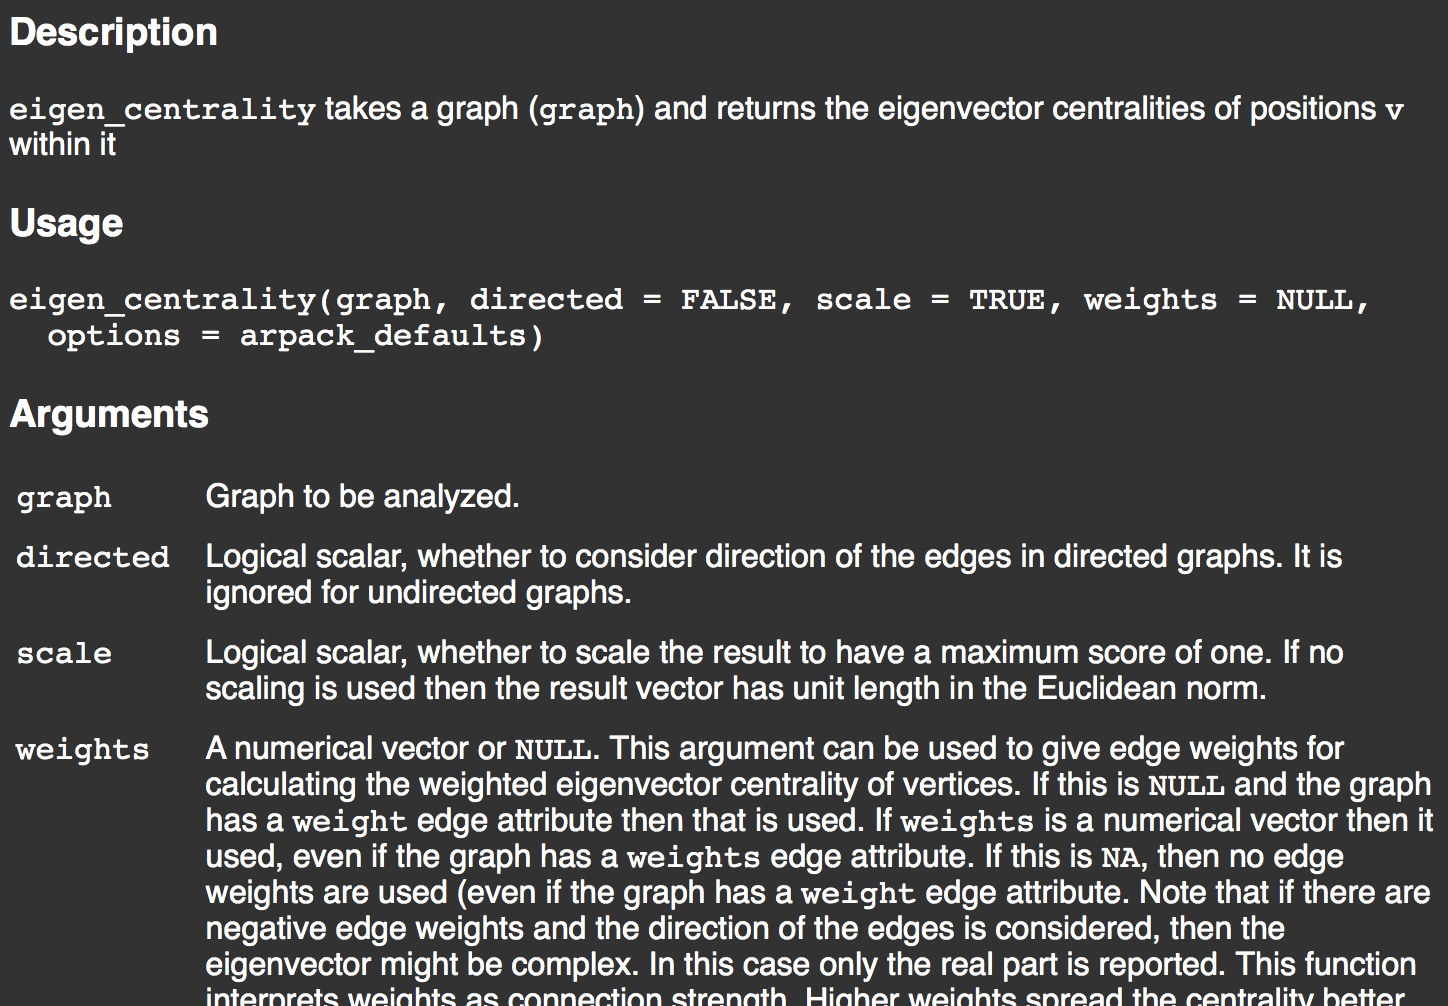 Description
eigen_centrality takes a graph (graph) and returns the eigenvector centralities of positions v
within it
Usage
eigen_centrality(graph, directed = FALSE, scale = TRUE, weights = NULL,
  options = arpack_defaults)
Arguments
graph Graph to be analyzed.
directed Logical scalar, whether to consider direction of the edges in directed graphs. It is
ignored for undirected graphs.
scale Logical scalar, whether to scale the result to have a maximum score of one. If no
scaling is used then the result vector has unit length in the Euclidean norm.
weights A numerical vector or NULL. This argument can be used to give edge weights for
calculating the weighted eigenvector centrality of vertices. If this is NULL and the graph
has a weight edge attribute then that is used. If weights is a numerical vector then it
used, even if the graph has a weights edge attribute. If this is NA, then no edge
weights are used (even if the graph has a weight edge attribute. Note that if there are
negative edge weights and the direction of the edges is considered, then the
eigenvector might be complex. In this case only the real part is reported. This function
interprets weights as connection strength. Higher weights spread the centrality better.